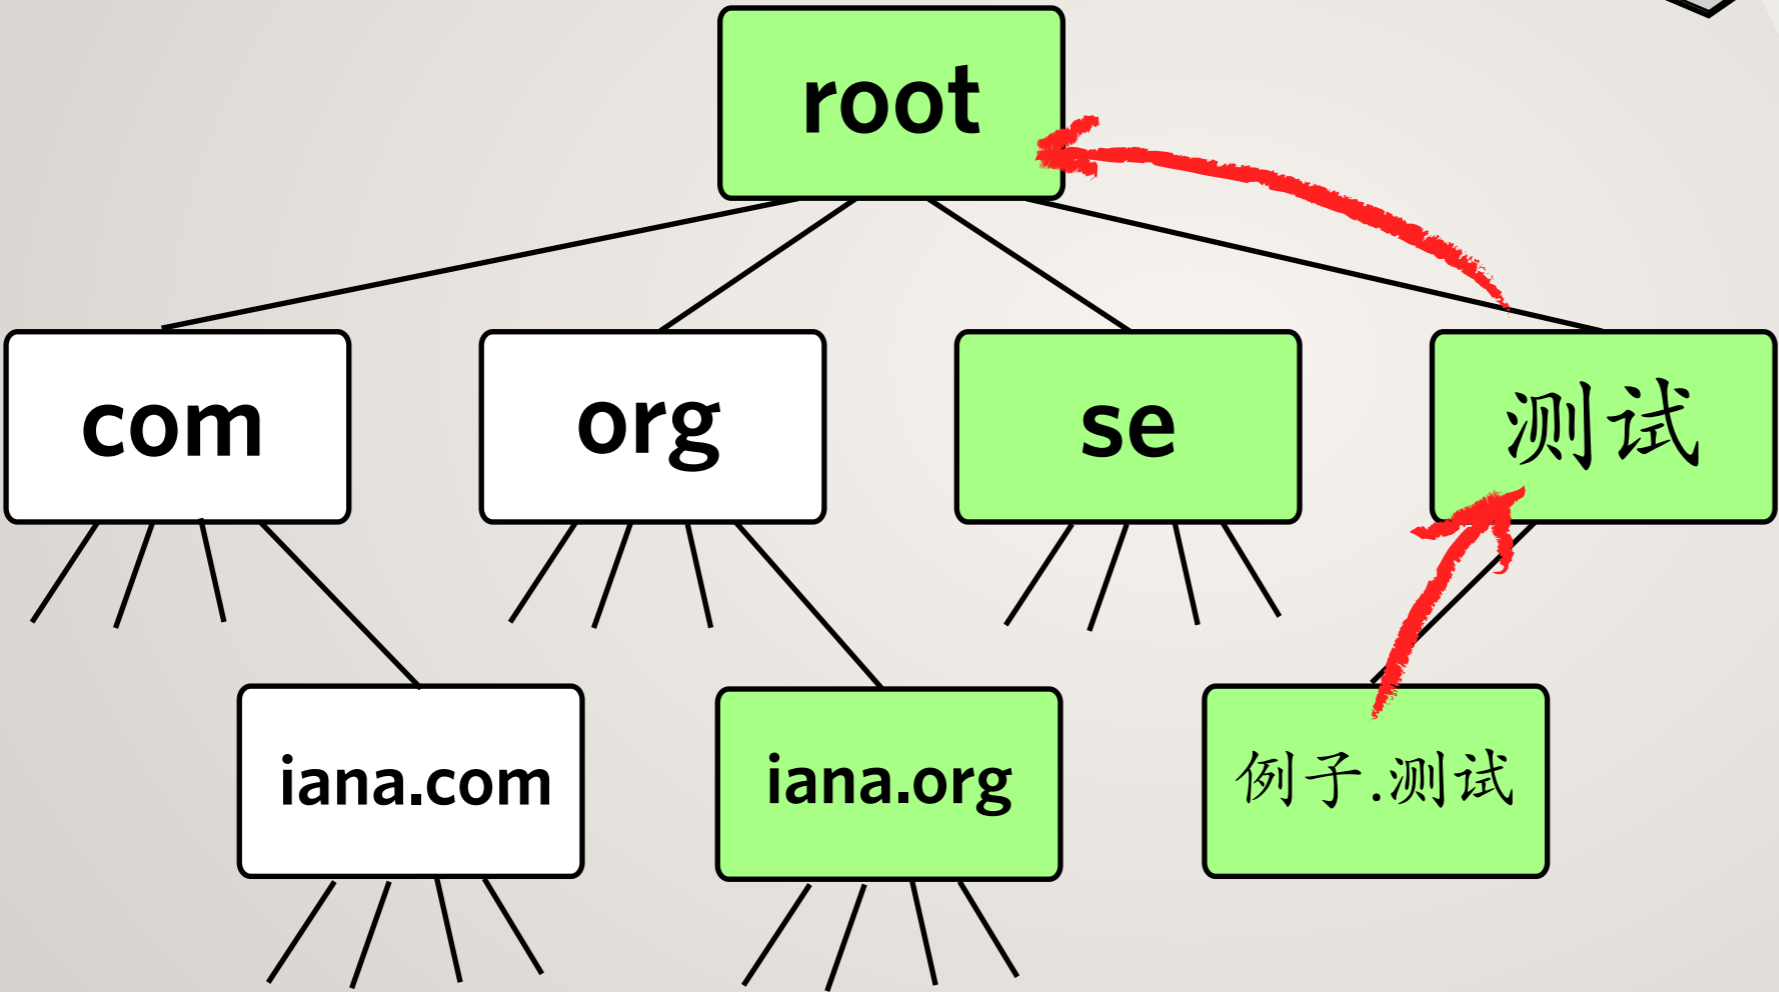 root
com
org
se
测试
iana.com
iana.org
例子.测试